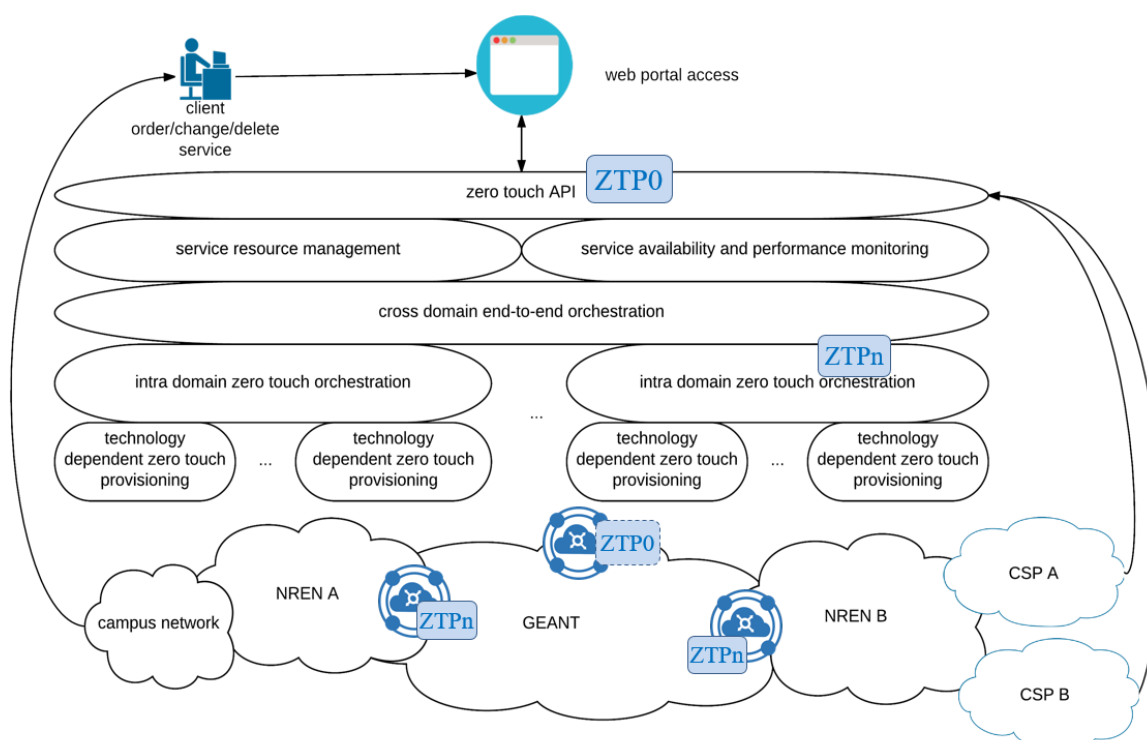 web portal access
client
order/change/delete
service
ZTP0
zero touch API
service resource management
service availability and performance monitoring
cross domain end-to-end orchestration
ZTPn
intra domain zero touch orchestration
intra domain zero touch orchestration
...
technology
dependent zero touch
provisioning
...
technology
dependent zero touch
provisioning
technology
dependent zero touch
provisioning
...
technology
dependent zero touch
provisioning
ZTP0
CSP A
NREN A
NREN B
campus network
ZTPn
GEANT
ZTPn
CSP B